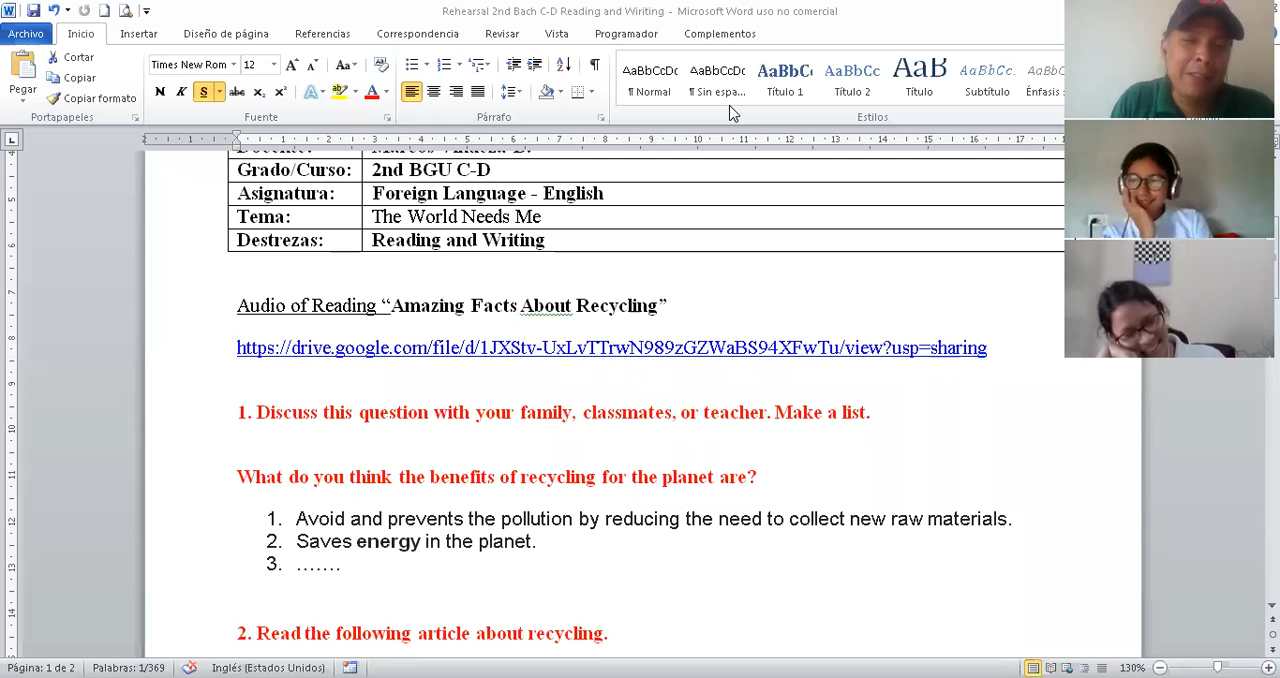 Rehearsal 2nd Bach C-D Reading and Wiriting - Microsoft Word uso no comercial
Archivo Inicio Insertar Diseño de página Referencias Correspondencia Revisar Vista Programador Complementos
Cortar
Copiar
Copiar formato
Pegar
Times New Rom 12
AaBbCcDc AaBbCcDc AaBbC AaBbCc AaB AaBbCc. AaBbCc
¶ Normal ¶ Sin espa... Título 1 Título 2 Título Subtítulo Énfasis
Portapapeles Fuente Párrafo Estilos
Grado/Curso: 2nd BGU C-D
Asignatura: Foreign Language - English
Tema: The World Needs Me
Destrezas: Reading and Writing
Audio of Reading “Amazing Facts About Recycling”
https://drive.google.com/file/d/1JXStv-UxLvTTrwN989zGZWaBS94XFwTu/view?usp=sharing
1. Discuss this question with your family, classmates, or teacher. Make a list.
What do you think the benefits of recycling for the planet are?
1. Avoid and prevents the pollution by reducing the need to collect new raw materials.
2. Saves energy in the planet.
3. …….
2. Read the following article about recycling.
Página: 1 de 2 Palabras: 1/369 Inglés (Estados Unidos) 130%